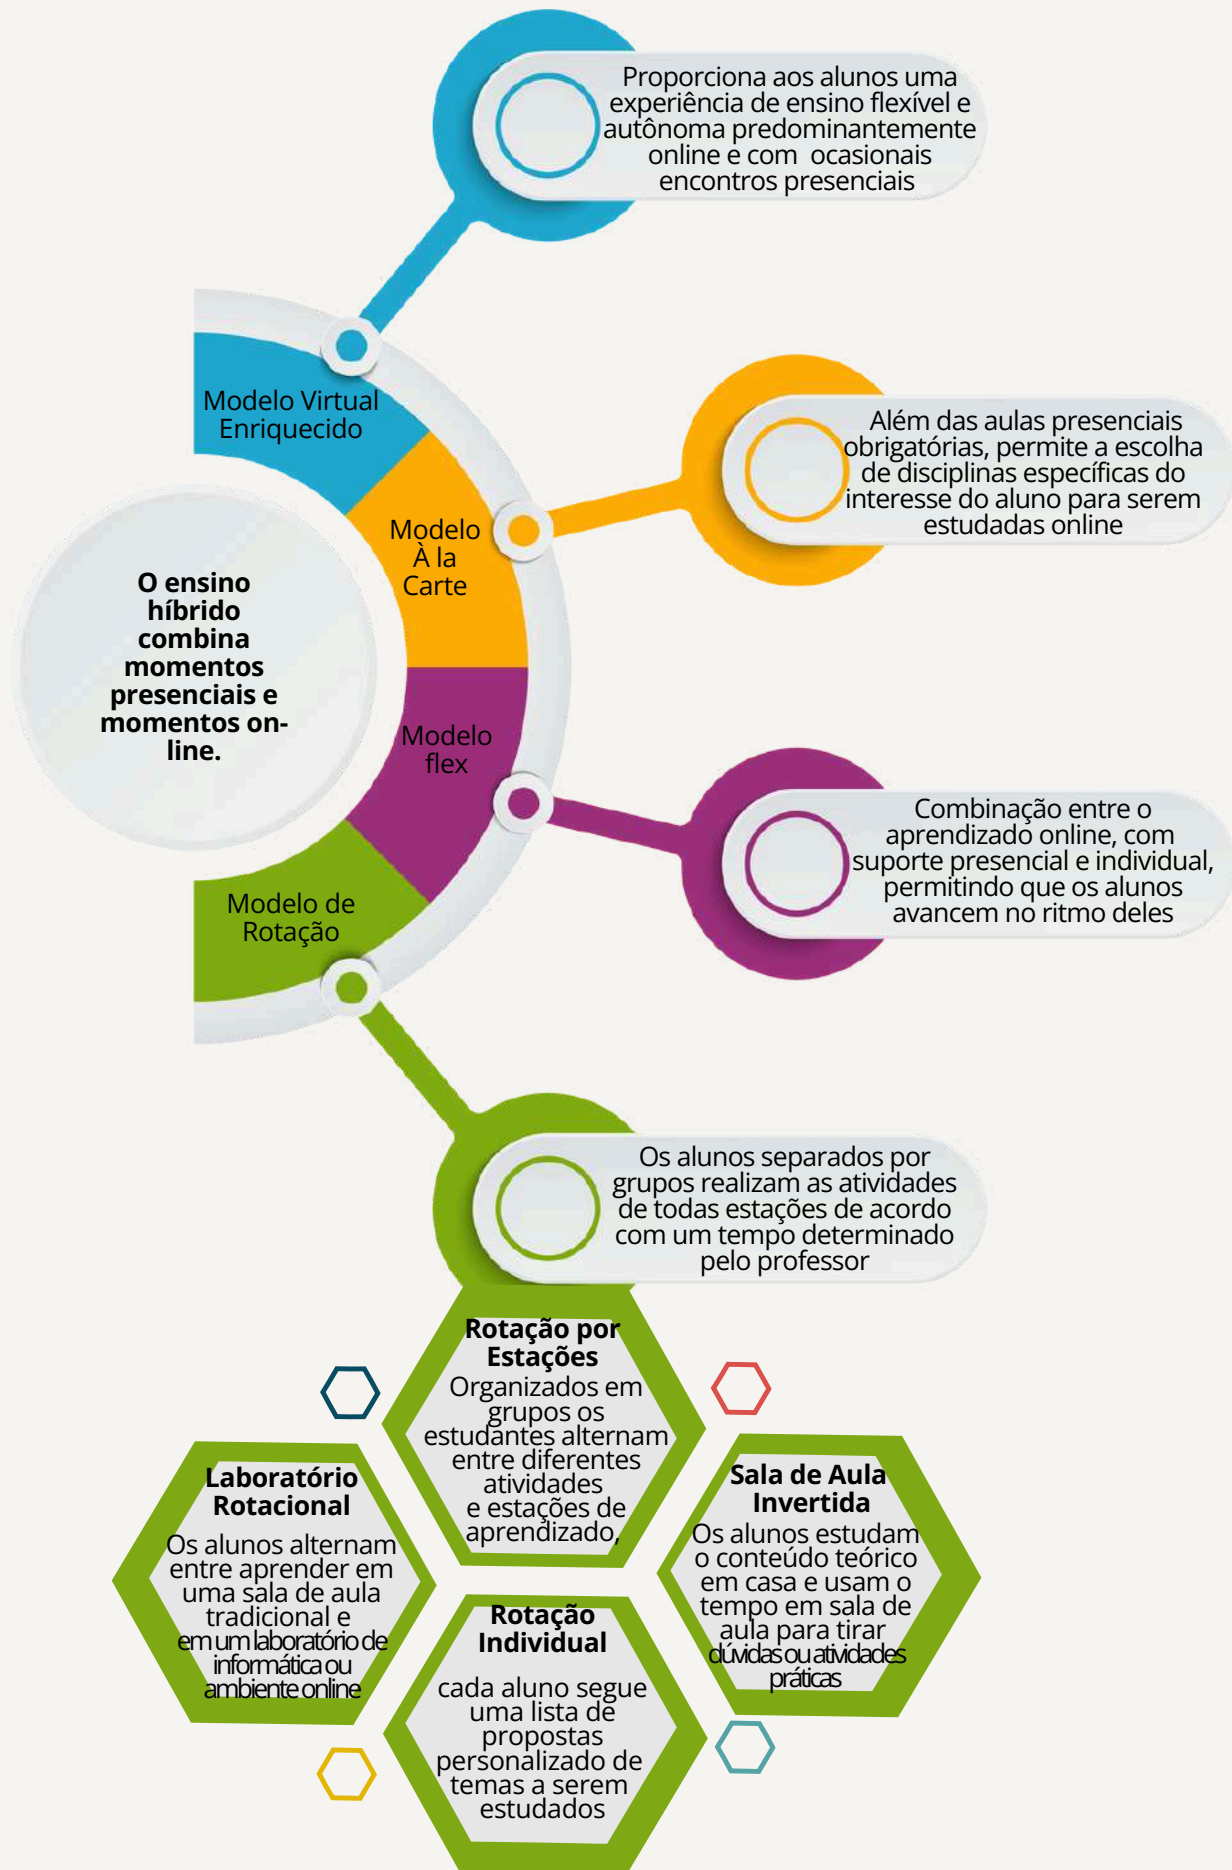 Proporciona aos alunos uma
experiência de ensino flexível e
autônoma predominantemente
online e com  ocasionais
encontros presenciais
Modelo Virtual
Enriquecido
Além das aulas presenciais
obrigatórias, permite a escolha
de disciplinas específicas do
interesse do aluno para serem
estudadas online
Modelo
À la
Carte
O ensino
híbrido
combina
momentos
presenciais e
momentos on-
line.
Modelo
flex
Combinação entre o
aprendizado online, com
suporte presencial e individual,
permitindo que os alunos
avancem no ritmo deles
Modelo de
Rotação
Os alunos separados por
grupos realizam as atividades
de todas estações de acordo
com um tempo determinado
pelo professor
Rotação por
Estações
Organizados em
grupos os
estudantes alternam
entre diferentes
atividades
e estações de
aprendizado,
Laboratório
Rotacional
Os alunos alternam
entre aprender em
uma sala de aula
tradicional e
em um laboratório de
informática ou
ambiente online
Sala de Aula
Invertida
Os alunos estudam
o conteúdo teórico
em casa e usam o
tempo em sala de
aula para tirar
dúvidas ou atividades
práticas
Rotação
Individual
cada aluno segue
uma lista de
propostas
personalizado de
temas a serem
estudados